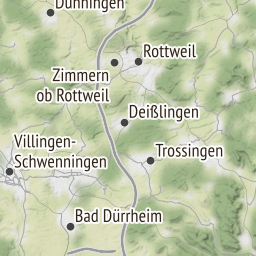 Dunningen
Rottweil
Zimmern
ob Rottweil
Deißlingen
Villingen-
Schwenningen
Trossingen
Bad Dürrheim